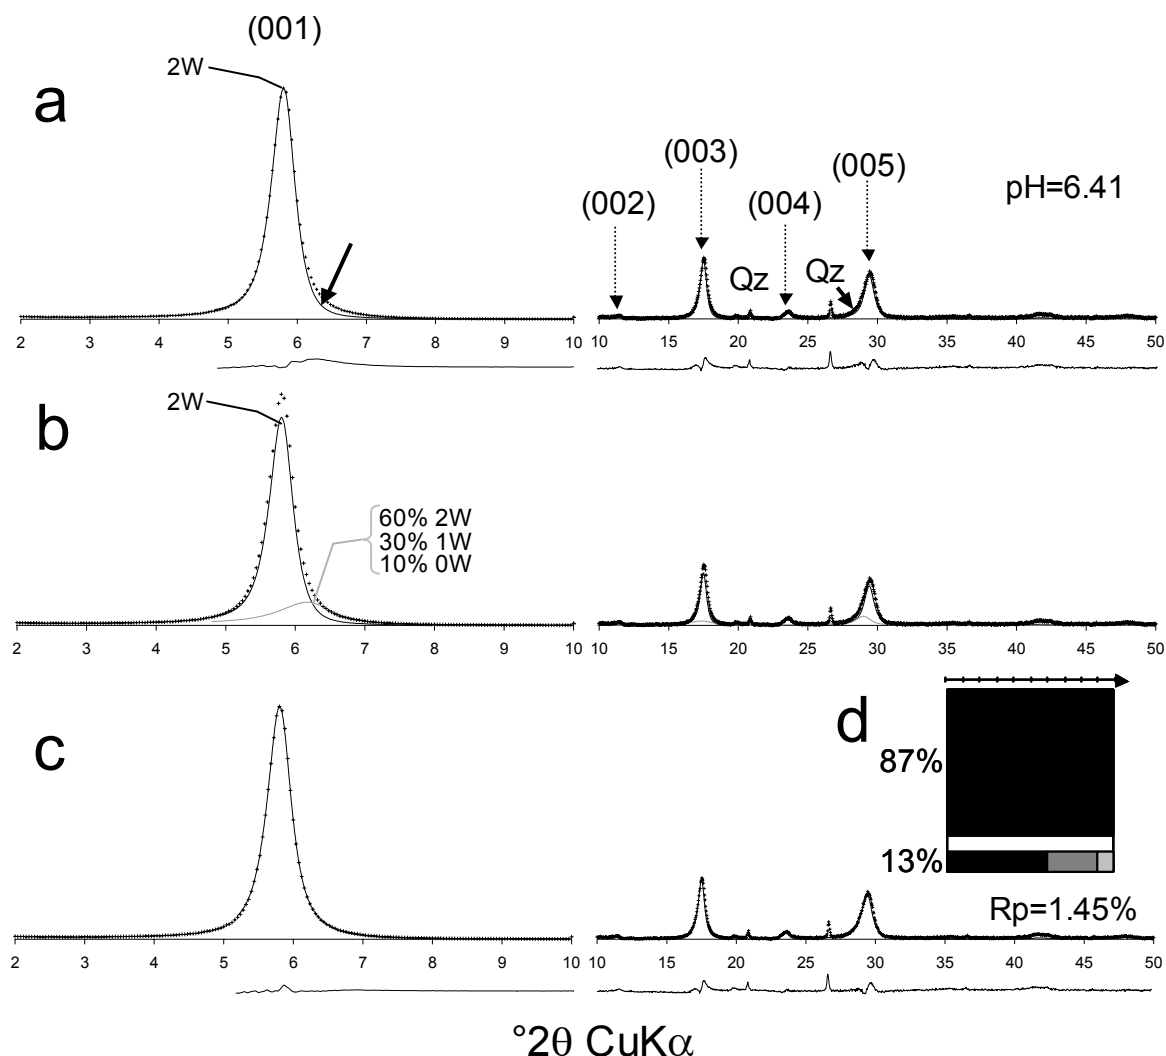 (001)
a
2W
(002)
(003)
(004)
(005)
Qz
Qz
pH=6.41
2 3 4 5 6 7 8 9 10
10 15 20 25 30 35 40 45 50
b
2W
60% 2W
30% 1W
10% 0W
2 3 4 5 6 7 8 9 10
10 15 20 25 30 35 40 45 50
c
d
87%
13%
Rp=1.45%
2 3 4 5 6 7 8 9 10
10 15 20 25 30 35 40 45 50
°2θ CuKα